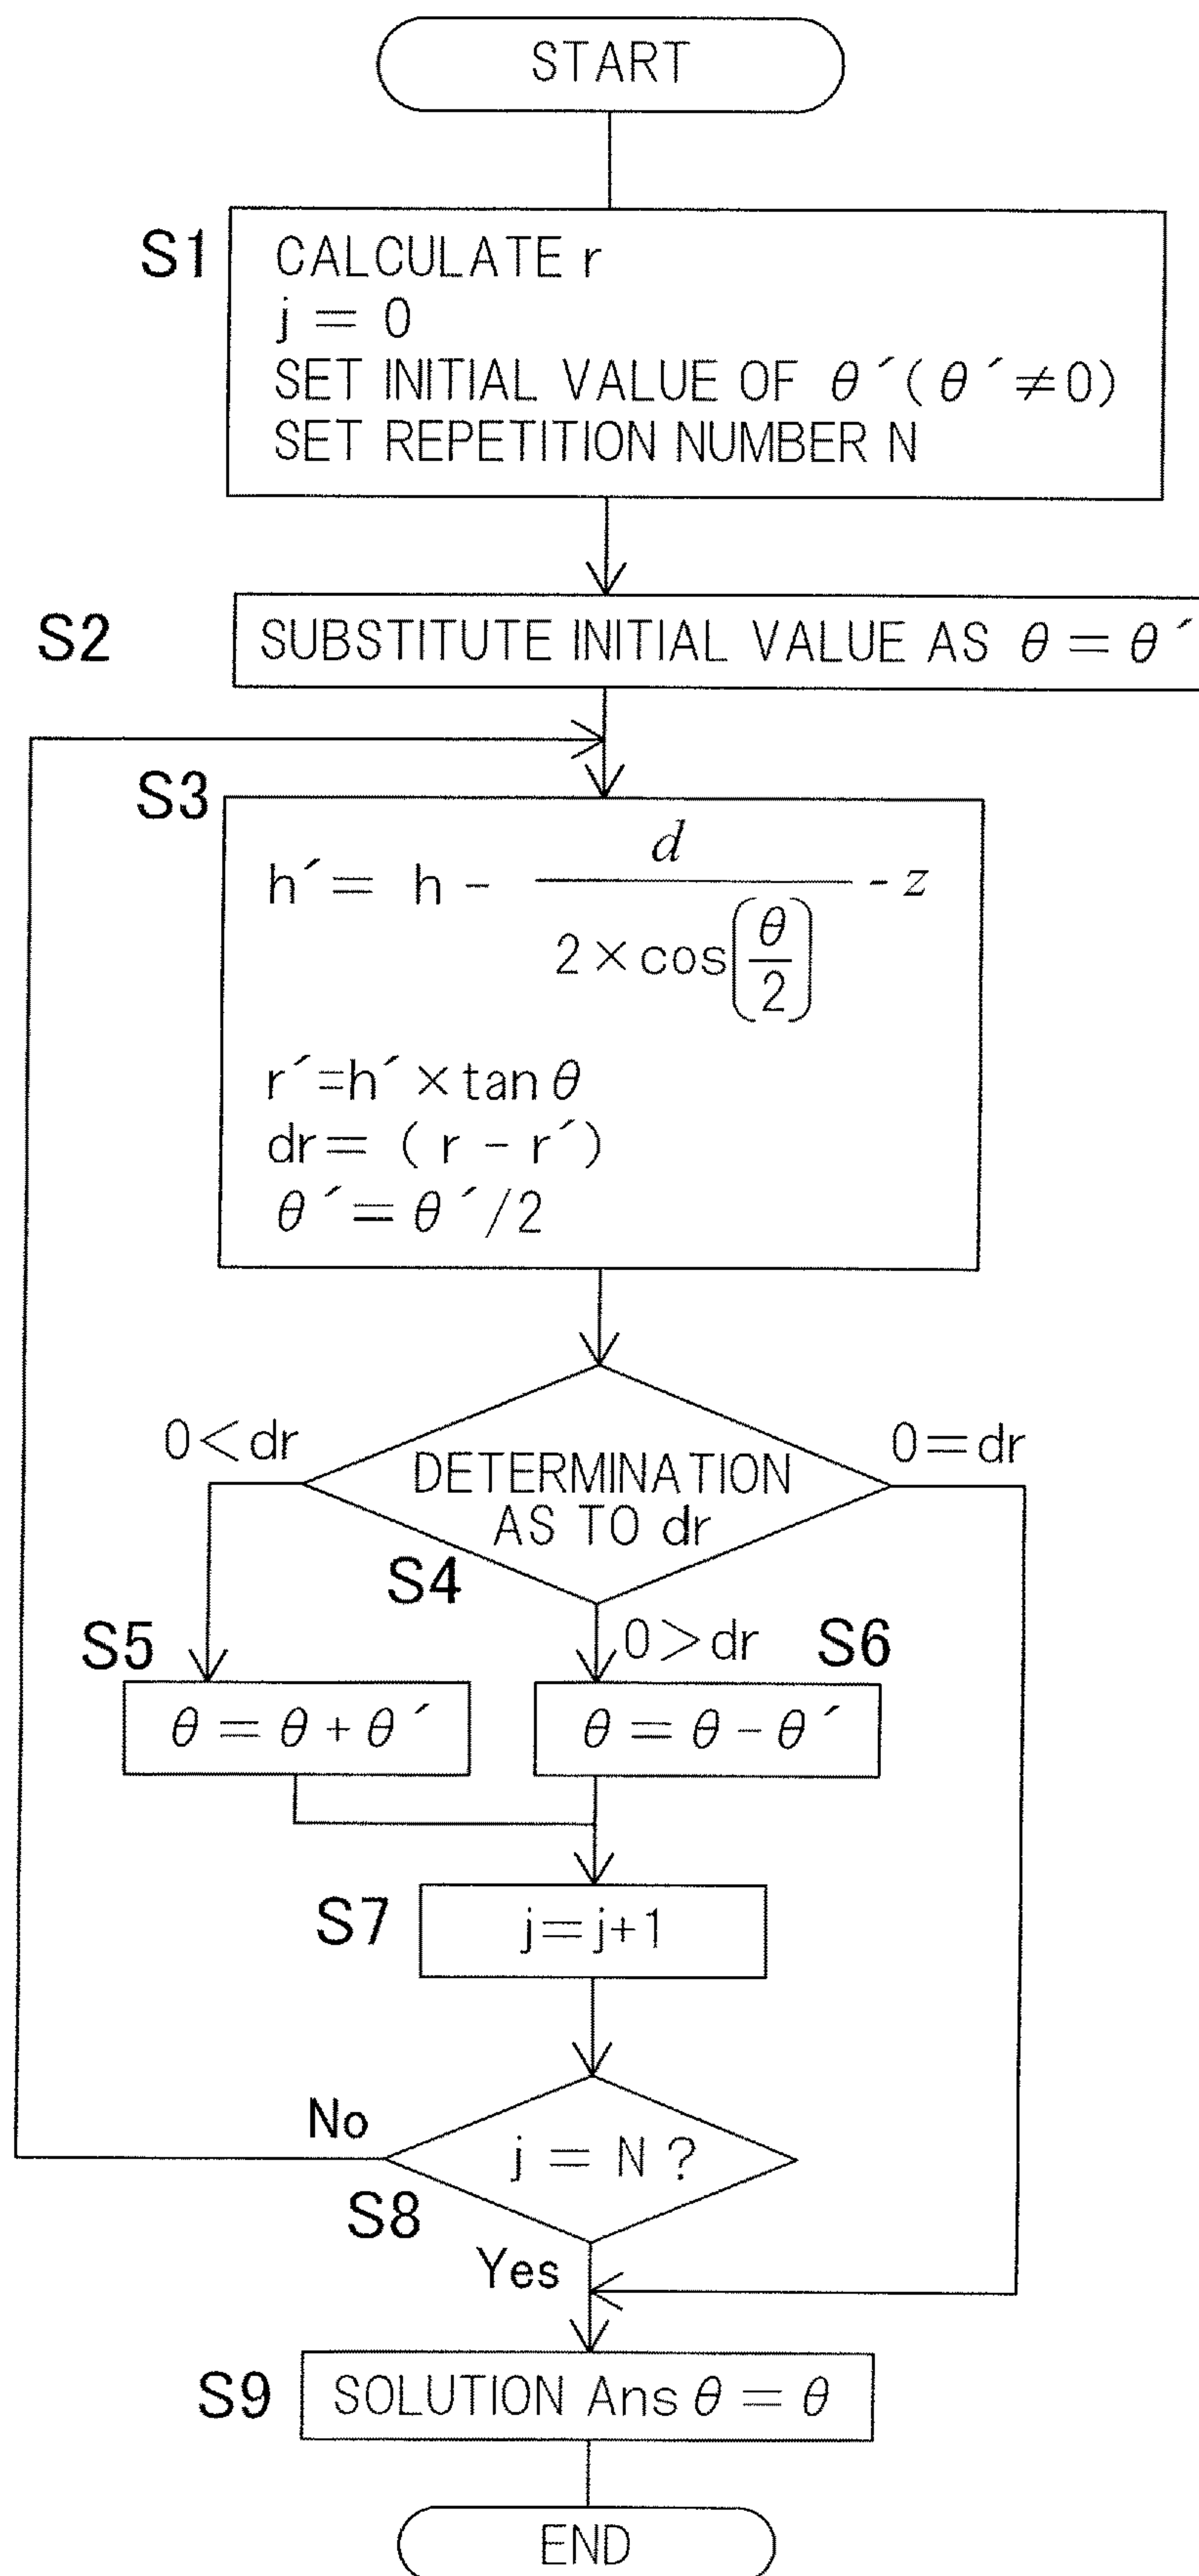 START
S1
CALCULATE r
j = 0
SET INITIAL VALUE OF θ´(θ´≠0)
SET REPETITION NUMBER N
S2
SUBSTITUTE INITIAL VALUE AS θ = θ´
S3
h´= h - d / (2×cos(θ/2)) - z
r´=h´×tanθ
dr= (r - r´)
θ´=θ´/2
0<dr
DETERMINATION
AS TO dr
0=dr
S4
S5
0>dr
S6
θ=θ+θ´
θ=θ-θ´
S7
j=j+1
No
j = N ?
S8
Yes
S9
SOLUTION Ans θ = θ
END